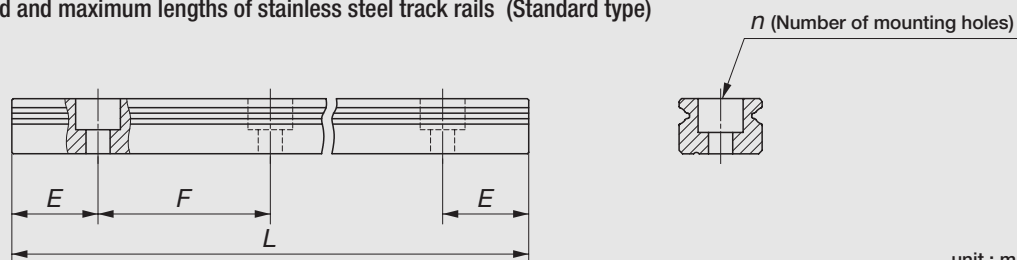 d and maximum lengths of stainless steel track rails (Standard type)
n (Number of mounting holes)
E
F
E
L
unit : m